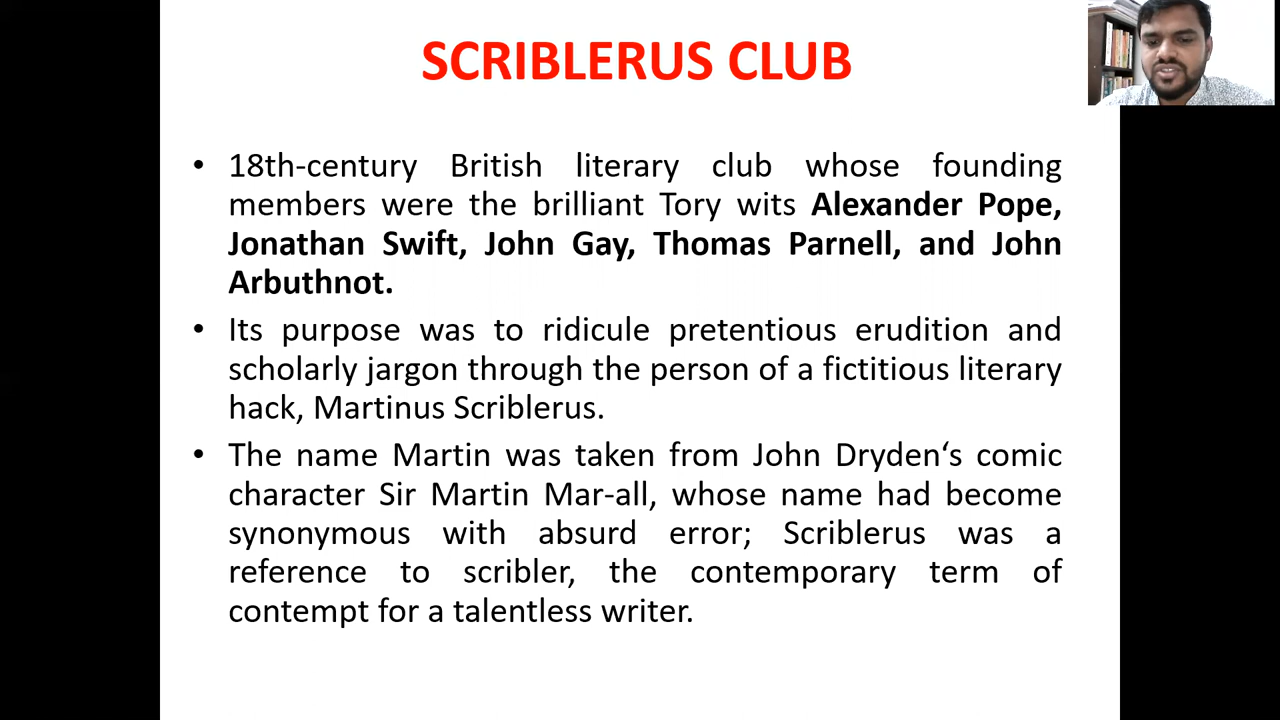 SCRIBLERUS CLUB
• 18th-century British literary club whose founding
members were the brilliant Tory wits Alexander Pope,
Jonathan Swift, John Gay, Thomas Parnell, and John
Arbuthnot.
• Its purpose was to ridicule pretentious erudition and
scholarly jargon through the person of a fictitious literary
hack, Martinus Scriblerus.
• The name Martin was taken from John Dryden‘s comic
character Sir Martin Mar-all, whose name had become
synonymous with absurd error; Scriblerus was a
reference to scribler, the contemporary term of
contempt for a talentless writer.